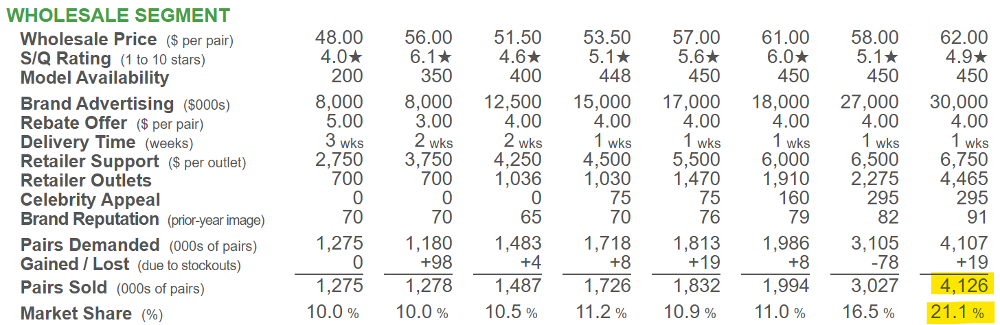 WHOLESALE SEGMENT
Wholesale Price ($ per pair) 48.00 56.00 51.50 53.50 57.00 61.00 58.00 62.00
S/Q Rating (1 to 10 stars) 4.0★ 6.1★ 4.6★ 5.1★ 5.6★ 6.0★ 5.1★ 4.9★
Model Availability 200 350 400 448 450 450 450 450
Brand Advertising ($000s) 8,000 8,000 12,500 15,000 17,000 18,000 27,000 30,000
Rebate Offer ($ per pair) 5.00 3.00 4.00 4.00 4.00 4.00 4.00 4.00
Delivery Time (weeks) 3 wks 2 wks 2 wks 1 wks 1 wks 1 wks 1 wks 1 wks
Retailer Support ($ per outlet) 2,750 3,750 4,250 4,500 5,500 6,000 6,500 6,750
Retailer Outlets 700 700 1,036 1,030 1,470 1,910 2,275 4,465
Celebrity Appeal 0 0 0 75 75 160 295 295
Brand Reputation (prior-year image) 70 70 65 70 76 79 82 91
Pairs Demanded (000s of pairs) 1,275 1,180 1,483 1,718 1,813 1,986 3,105 4,107
Gained / Lost (due to stockouts) 0 +98 +4 +8 +19 +8 -78 +19
Pairs Sold (000s of pairs) 1,275 1,278 1,487 1,726 1,832 1,994 3,027 4,126
Market Share (%) 10.0 % 10.0 % 10.5 % 11.2 % 10.9 % 11.0 % 16.5 % 21.1 %